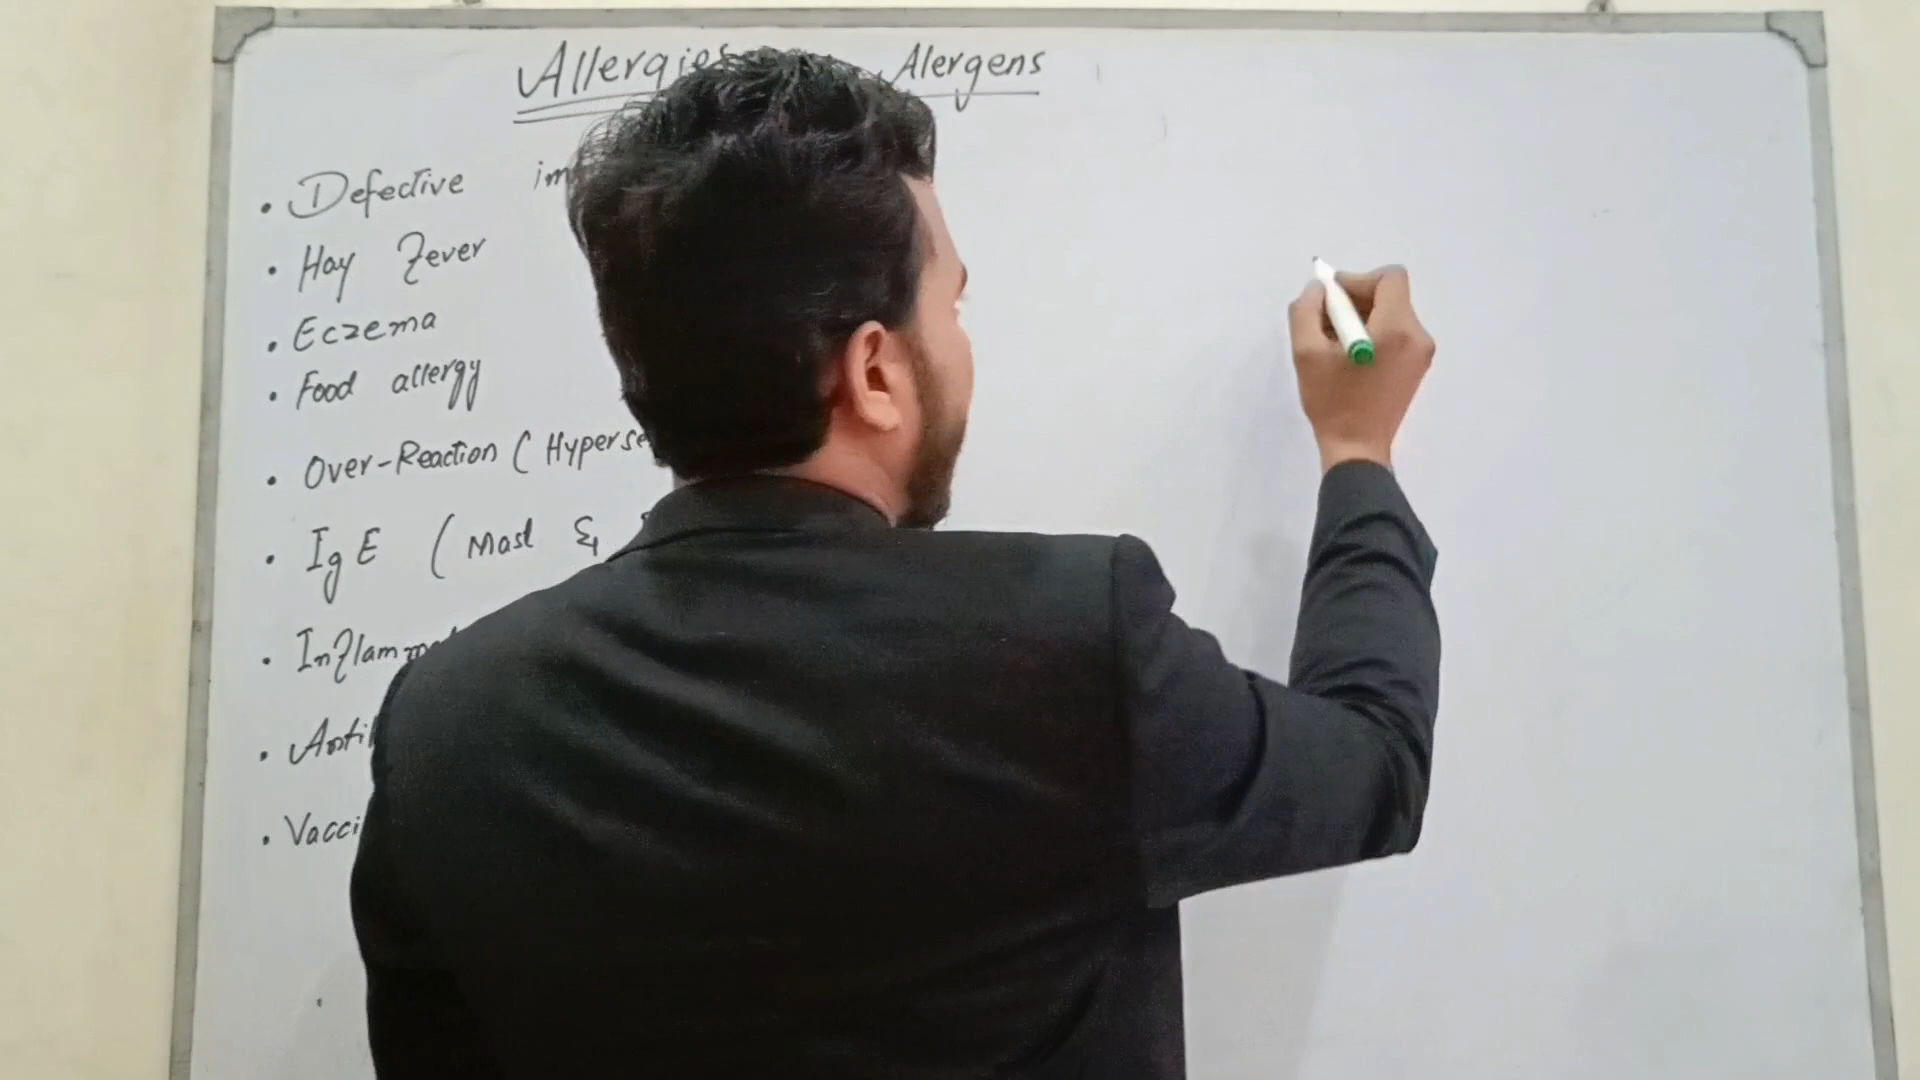 Allergies Alergens
• Defective im
• Hay Fever
• Eczema
• Food allergy
• Over-Reaction ( Hyperse
• IgE ( Mast &
• Inflamm
• Anti
• Vacci